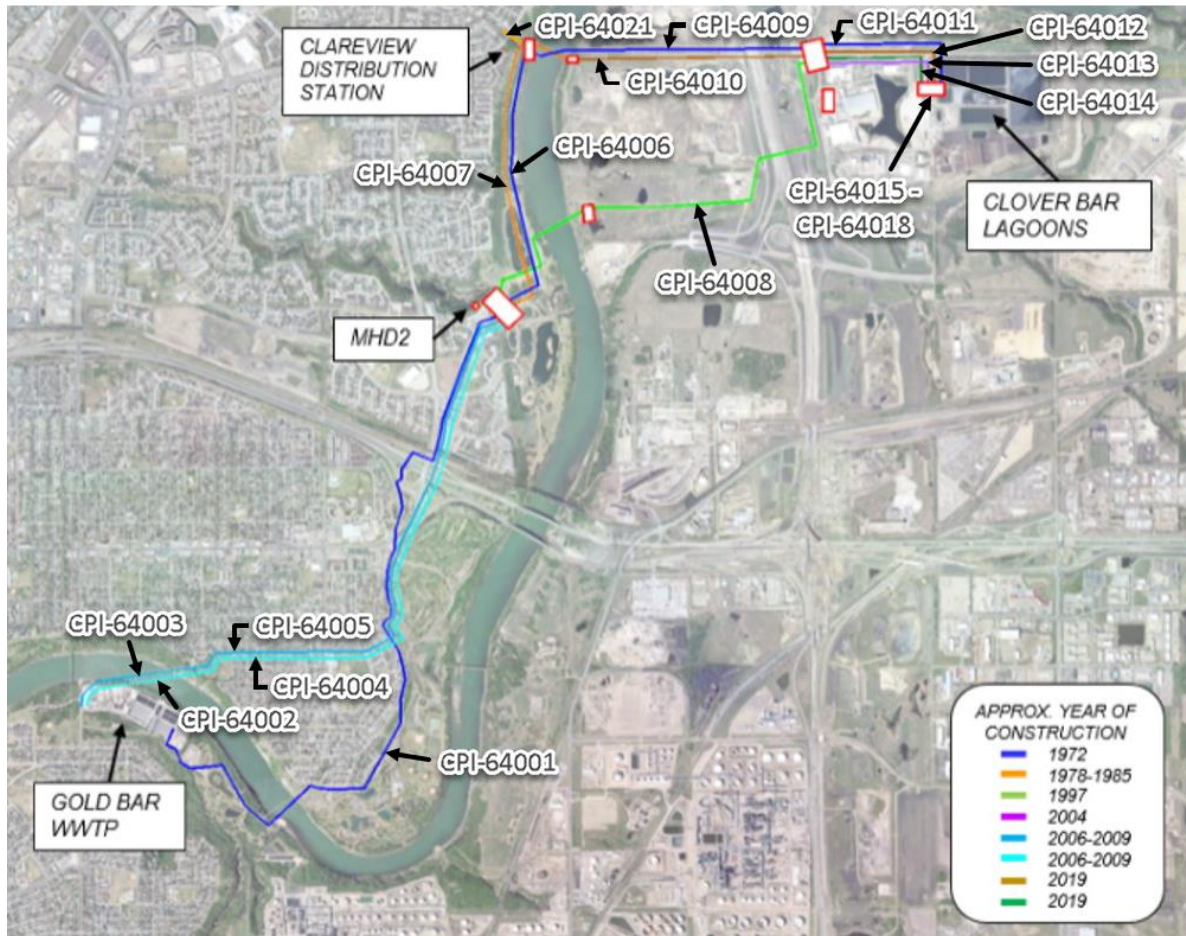 CPI-64021
CPI-64009
CPI-64011
CPI-64012
CLAREVIEW
DISTRIBUTION
STATION
CPI-64010
CPI-64013
CPI-64014
CPI-64006
CPI-64007
CPI-64015 -
CPI-64018
CLOVER BAR
LAGOONS
CPI-64008
MHD2
CPI-64003
CPI-64005
CPI-64004
CPI-64002
CPI-64001
GOLD BAR
WWTP
APPROX. YEAR OF
CONSTRUCTION
1972
1978-1985
1997
2004
2006-2009
2006-2009
2019
2019